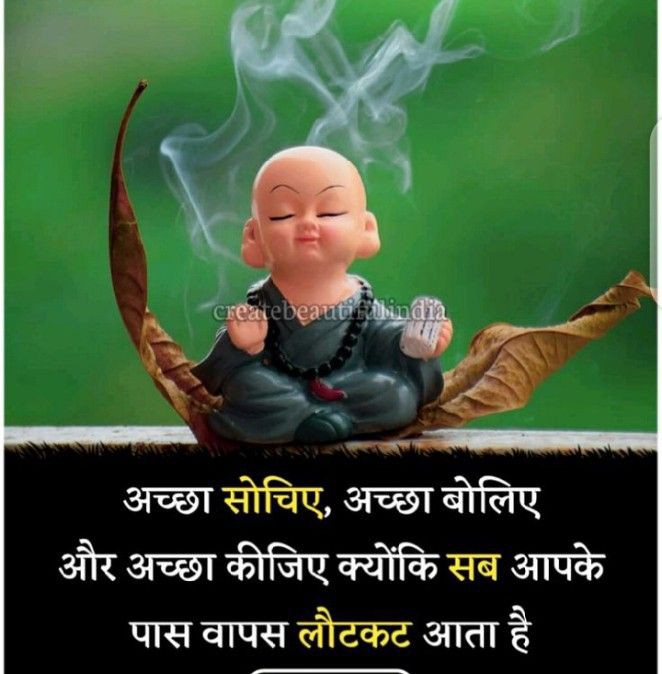 createbeautifulindia
अच्छा सोचिए, अच्छा बोलिए
और अच्छा कीजिए क्योंकि सब आपके
पास वापस लौटकट आता है